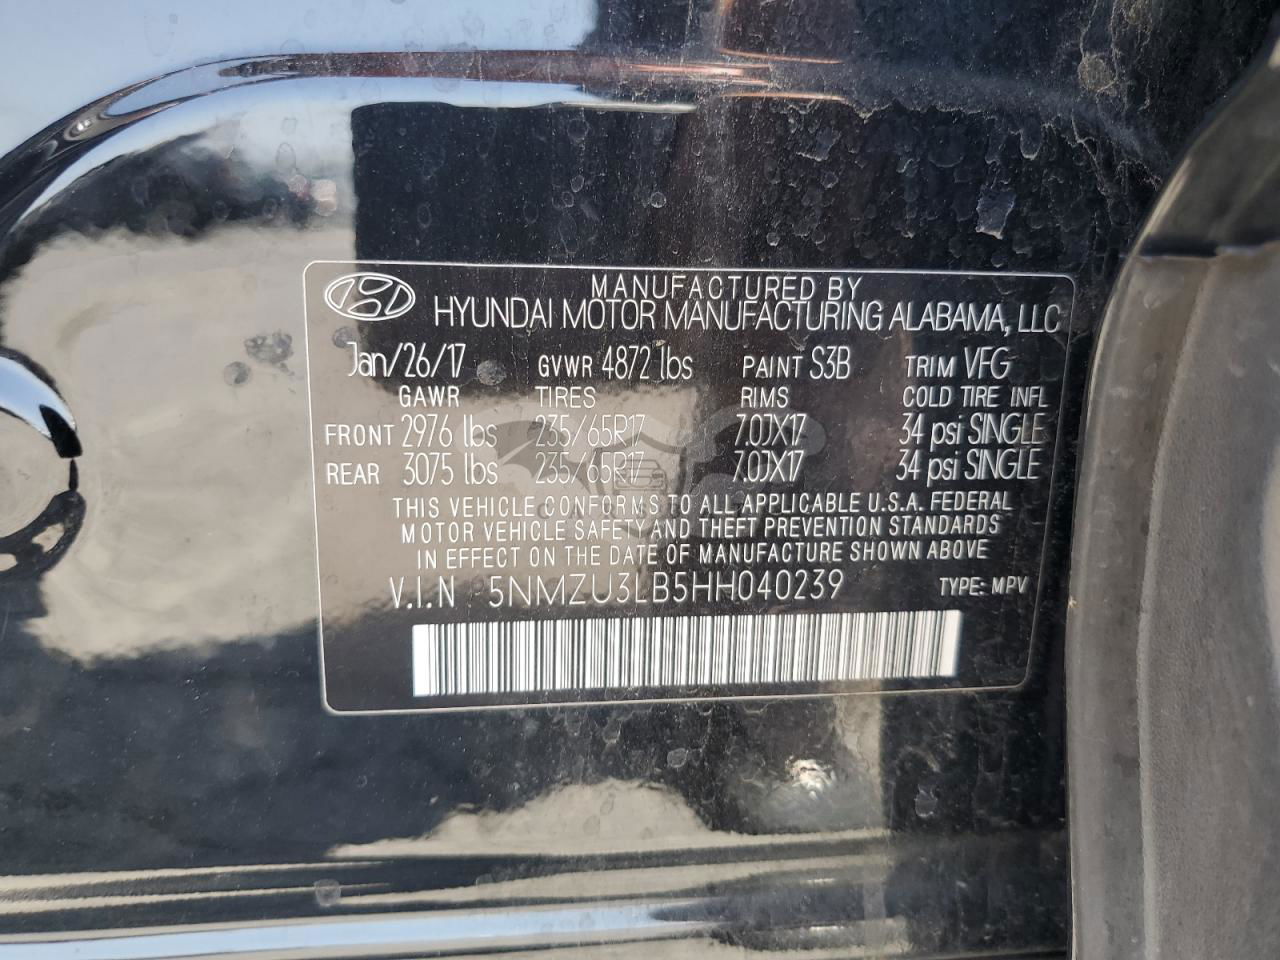 MANUFACTURED BY
HYUNDAI MOTOR MANUFACTURING ALABAMA, LLC
Jan/26/17 GVWR 4872 lbs PAINT S3B TRIM VFG
GAWR TIRES RIMS COLD TIRE INFL
FRONT 2976 lbs 235/65R17 7.0JX17 34 psi SINGLE
REAR 3075 lbs 235/65R17 7.0JX17 34 psi SINGLE
THIS VEHICLE CONFORMS TO ALL APPLICABLE U.S.A. FEDERAL
MOTOR VEHICLE SAFETY AND THEFT PREVENTION STANDARDS
IN EFFECT ON THE DATE OF MANUFACTURE SHOWN ABOVE
V.I.N 5NMZU3LB5HH040239 TYPE: MPV